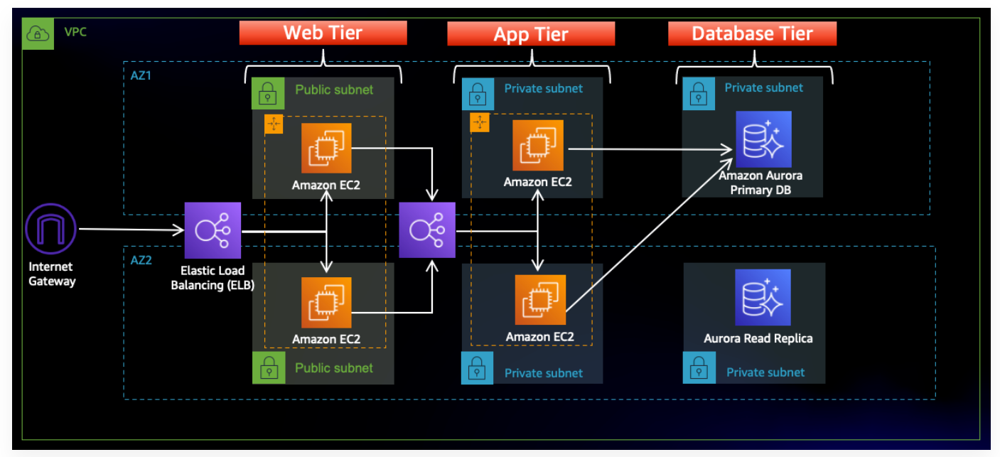 VPC
Web Tier
App Tier
Database Tier
AZ1
Public subnet
Private subnet
Private subnet
Amazon EC2
Amazon EC2
Amazon Aurora
Primary DB
Internet
Gateway
AZ2
Elastic Load
Balancing (ELB)
Amazon EC2
Amazon EC2
Aurora Read Replica
Public subnet
Private subnet
Private subnet